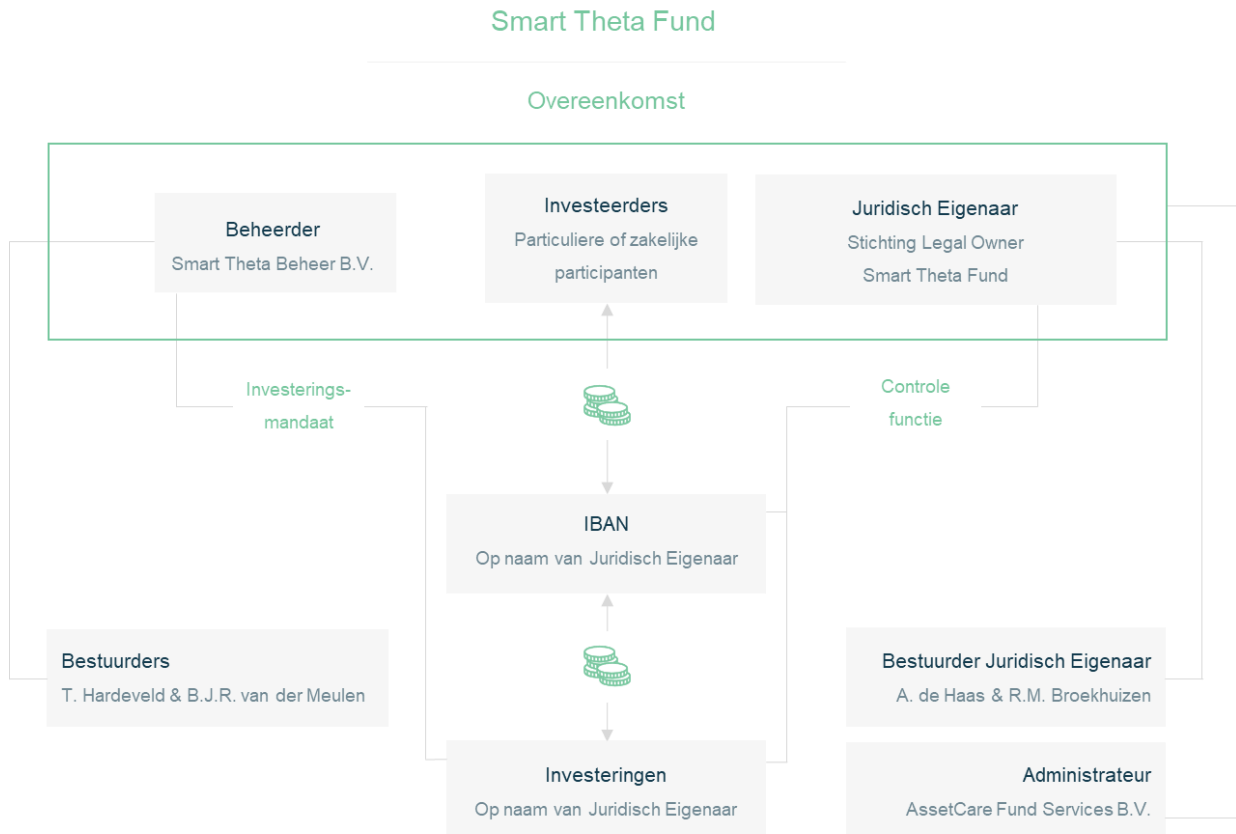 Smart Theta Fund
Overeenkomst
Beheerder
Smart Theta Beheer B.V.
Investeerders
Particuliere of zakelijke
participanten
Juridisch Eigenaar
Stichting Legal Owner
Smart Theta Fund
Investerings-
mandaat
Controle
functie
IBAN
Op naam van Juridisch Eigenaar
Bestuurders
T. Hardeveld & B.J.R. van der Meulen
Bestuurder Juridisch Eigenaar
A. de Haas & R.M. Broekhuizen
Investeringen
Op naam van Juridisch Eigenaar
Administrateur
AssetCare Fund Services B.V.